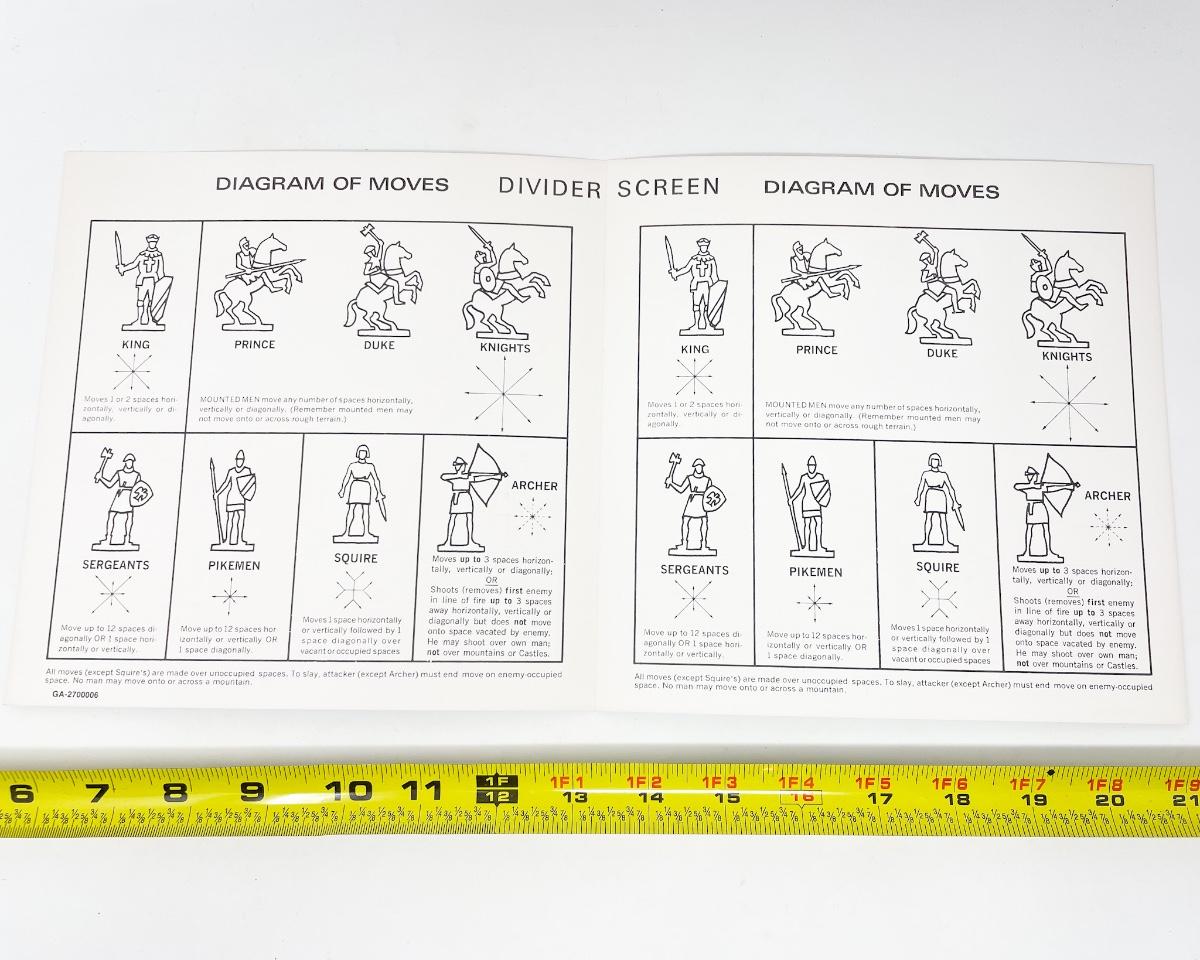 DIAGRAM OF MOVES DIVIDER SCREEN DIAGRAM OF MOVES
KING
PRINCE
DUKE
KNIGHTS
Moves 1 or 2 spaces hori-
zontally, vertically or di-
agonally.
MOUNTED MEN move any number of spaces horizontally,
vertically or diagonally. (Remember mounted men may
not move onto or across rough terrain.)
SERGEANTS
Move up to 12 spaces di-
agonally OR 1 space hori-
zontally or vertically.
PIKEMEN
Move up to 12 spaces hor-
izontally or vertically OR
1 space diagonally.
SQUIRE
Moves 1 space horizontally
or vertically followed by 1
space diagonally over
vacant or occupied spaces
ARCHER
Moves up to 3 spaces horizon-
tally, vertically or diagonally;
OR
Shoots (removes) first enemy
in line of fire up to 3 spaces
away horizontally, vertically or
diagonally but does not move
onto space vacated by enemy.
He may shoot over own man;
not over mountains or Castles.
All moves (except Squire's) are made over unoccupied spaces. To slay, attacker (except Archer) must end move on enemy-occupied
space. No man may move onto or across a mountain.
GA-2700006
KING
PRINCE
DUKE
KNIGHTS
Moves 1 or 2 spaces hori-
zontally, vertically or di-
agonally.
MOUNTED MEN move any number of spaces horizontally,
vertically or diagonally. (Remember mounted men may
not move onto or across rough terrain.)
SERGEANTS
Move up to 12 spaces di-
agonally OR 1 space hori-
zontally or vertically.
PIKEMEN
Move up to 12 spaces hor-
izontally or vertically OR
1 space diagonally.
SQUIRE
Moves 1 space horizontally
or vertically followed by 1
space diagonally over
vacant or occupied spaces
ARCHER
Moves up to 3 spaces horizon-
tally, vertically or diagonally;
OR
Shoots (removes) first enemy
in line of fire up to 3 spaces
away horizontally, vertically or
diagonally but does not move
onto space vacated by enemy.
He may shoot over own man;
not over mountains or Castles.
All moves (except Squire's) are made over unoccupied spaces. To slay, attacker (except Archer) must end move on enemy-occupied
space. No man may move onto or across a mountain.
1F 1F1 1F2 1F3 1F4 1F5 1F6 1F7 1F8 1F9
6 7 8 9 10 11 12 13 14 15 16 17 18 19 20 21